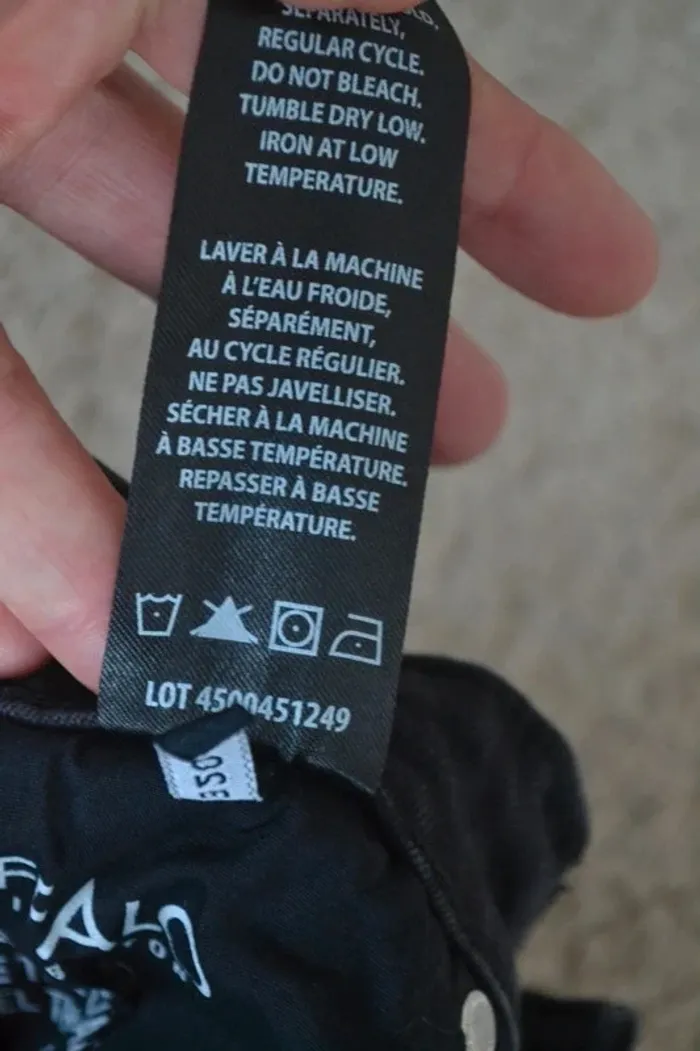 SEPARATELY,
REGULAR CYCLE.
DO NOT BLEACH.
TUMBLE DRY LOW.
IRON AT LOW
TEMPERATURE.
LAVER À LA MACHINE
À L'EAU FROIDE,
SÉPARÉMENT,
AU CYCLE RÉGULIER.
NE PAS JAVELLISER.
SÉCHER À LA MACHINE
À BASSE TEMPÉRATURE.
REPASSER À BASSE
TEMPÉRATURE.
LOT 4500451249